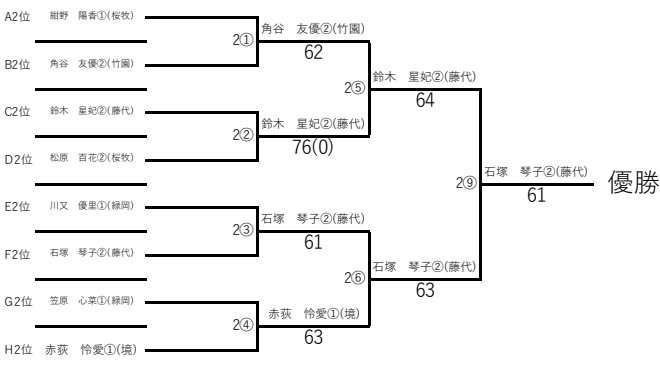 A2位 紺野 陽香①(桜牧)
角谷 友優②(竹園)
2①
62
B2位 角谷 友優②(竹園)
鈴木 星妃②(藤代)
2⑤
64
C2位 鈴木 星妃②(藤代)
鈴木 星妃②(藤代)
2②
76(0)
D2位 松原 百花②(桜牧)
石塚 琴子②(藤代)
2⑨
優勝
61
E2位 川又 優里①(緑岡)
石塚 琴子②(藤代)
2③
61
F2位 石塚 琴子②(藤代)
石塚 琴子②(藤代)
2⑥
63
G2位 笠原 心菜①(緑岡)
赤荻 怜愛①(境)
2④
63
H2位 赤荻 怜愛①(境)